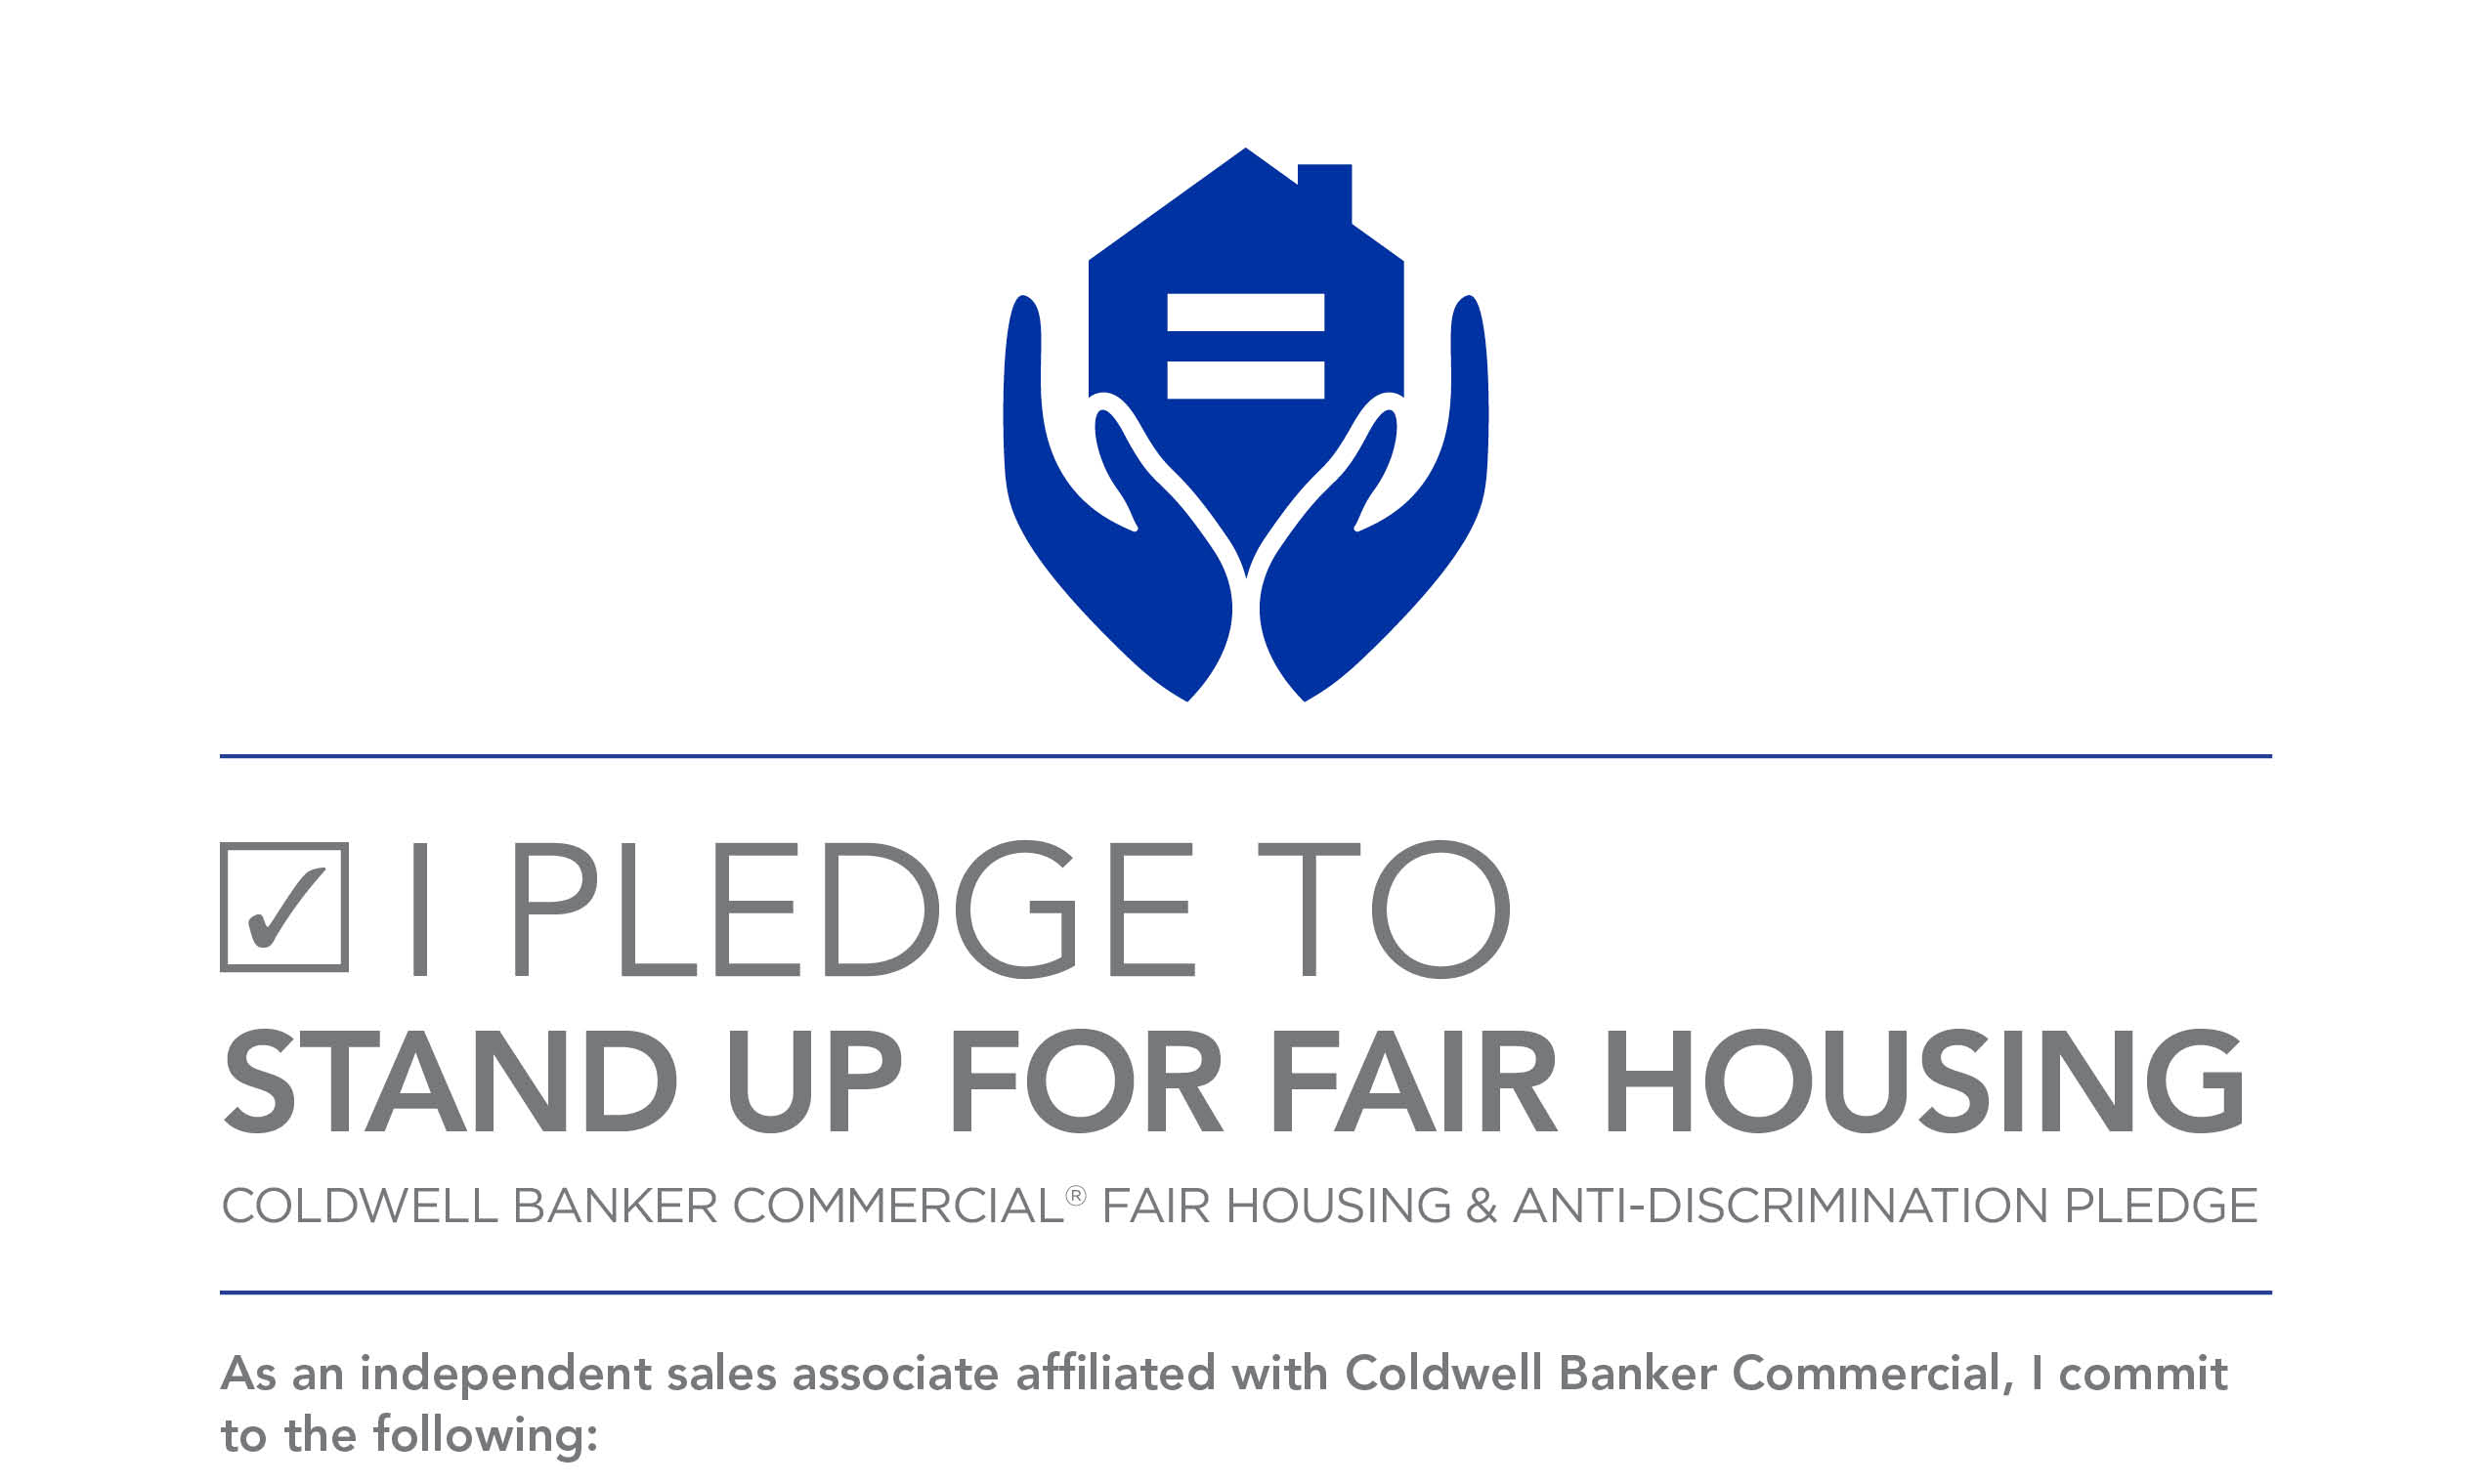 I PLEDGE TO
STAND UP FOR FAIR HOUSING
COLDWELL BANKER COMMERCIAL® FAIR HOUSING & ANTI-DISCRIMINATION PLEDGE
As an independent sales associate affiliated with Coldwell Banker Commercial, I commit
to the following: